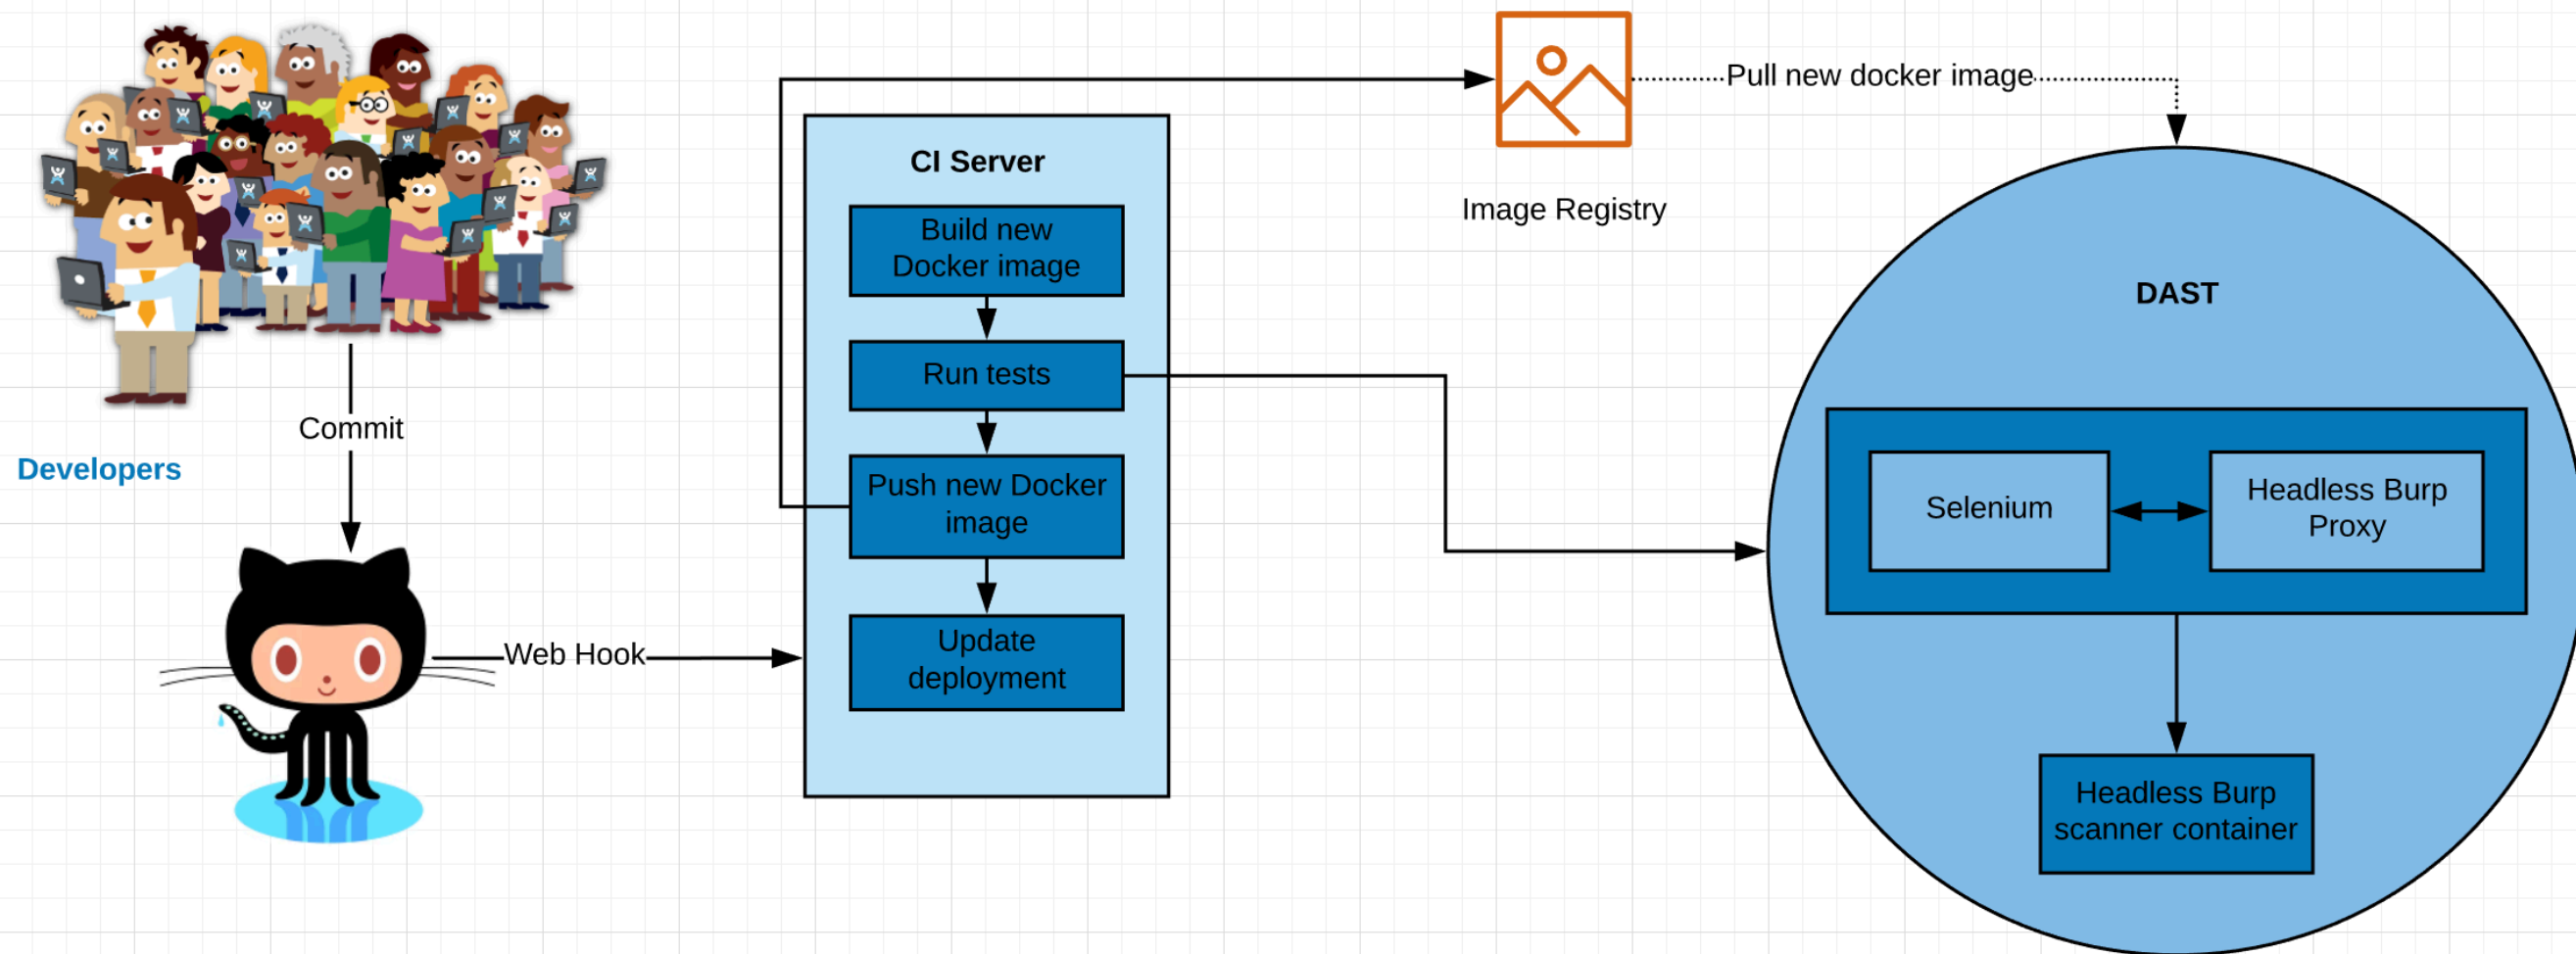 Developers
Commit
Web Hook
CI Server
Build new
Docker image
Run tests
Push new Docker
image
Update
deployment
Image Registry
Pull new docker image
DAST
Selenium
Headless Burp
Proxy
Headless Burp
scanner container